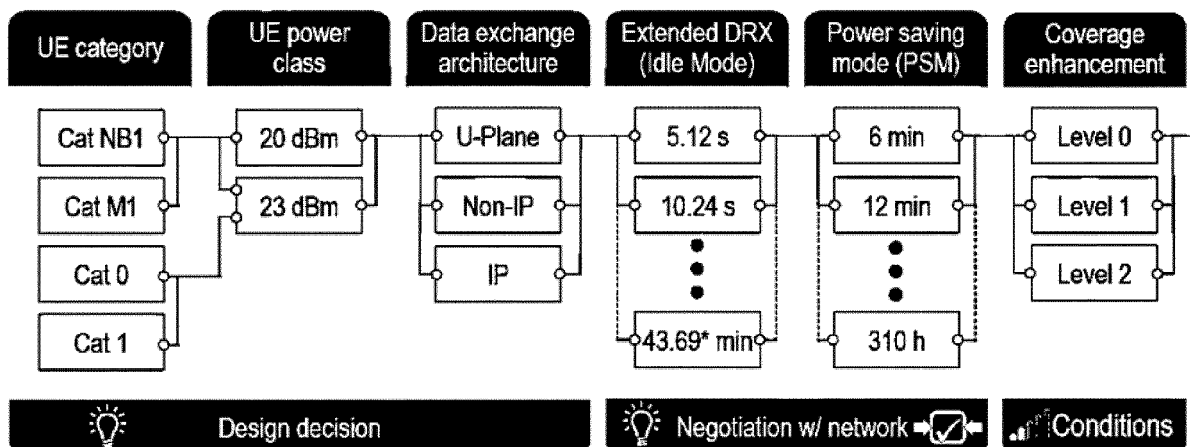 UE category
UE power
class
Data exchange
architecture
Extended DRX
(Idle Mode)
Power saving
mode (PSM)
Coverage
enhancement
Cat NB1
20 dBm
U-Plane
5.12 s
6 min
Level 0
Cat M1
23 dBm
Non-IP
10.24 s
12 min
Level 1
Cat 0
IP
Level 2
Cat 1
43.69* min
310 h
Design decision
Negotiation w/ network
Conditions